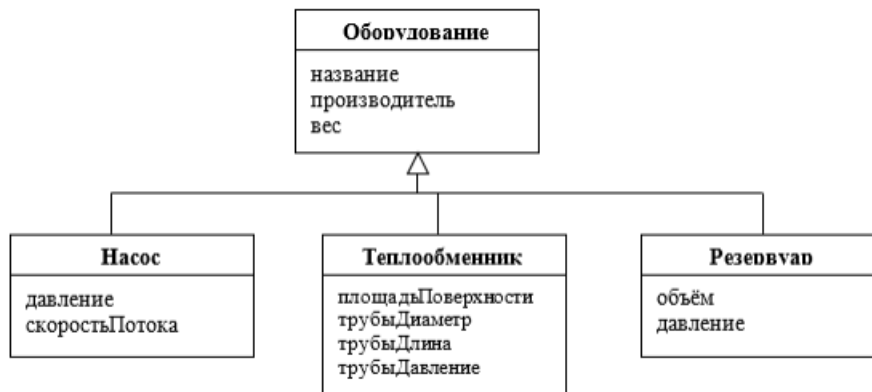 Оборудование
название
производитель
вес
Насос
давление
скоростьПотока
Теплообменник
площадьПоверхности
трубыДиаметр
трубыДлина
трубыДавление
Резервуар
объём
давление